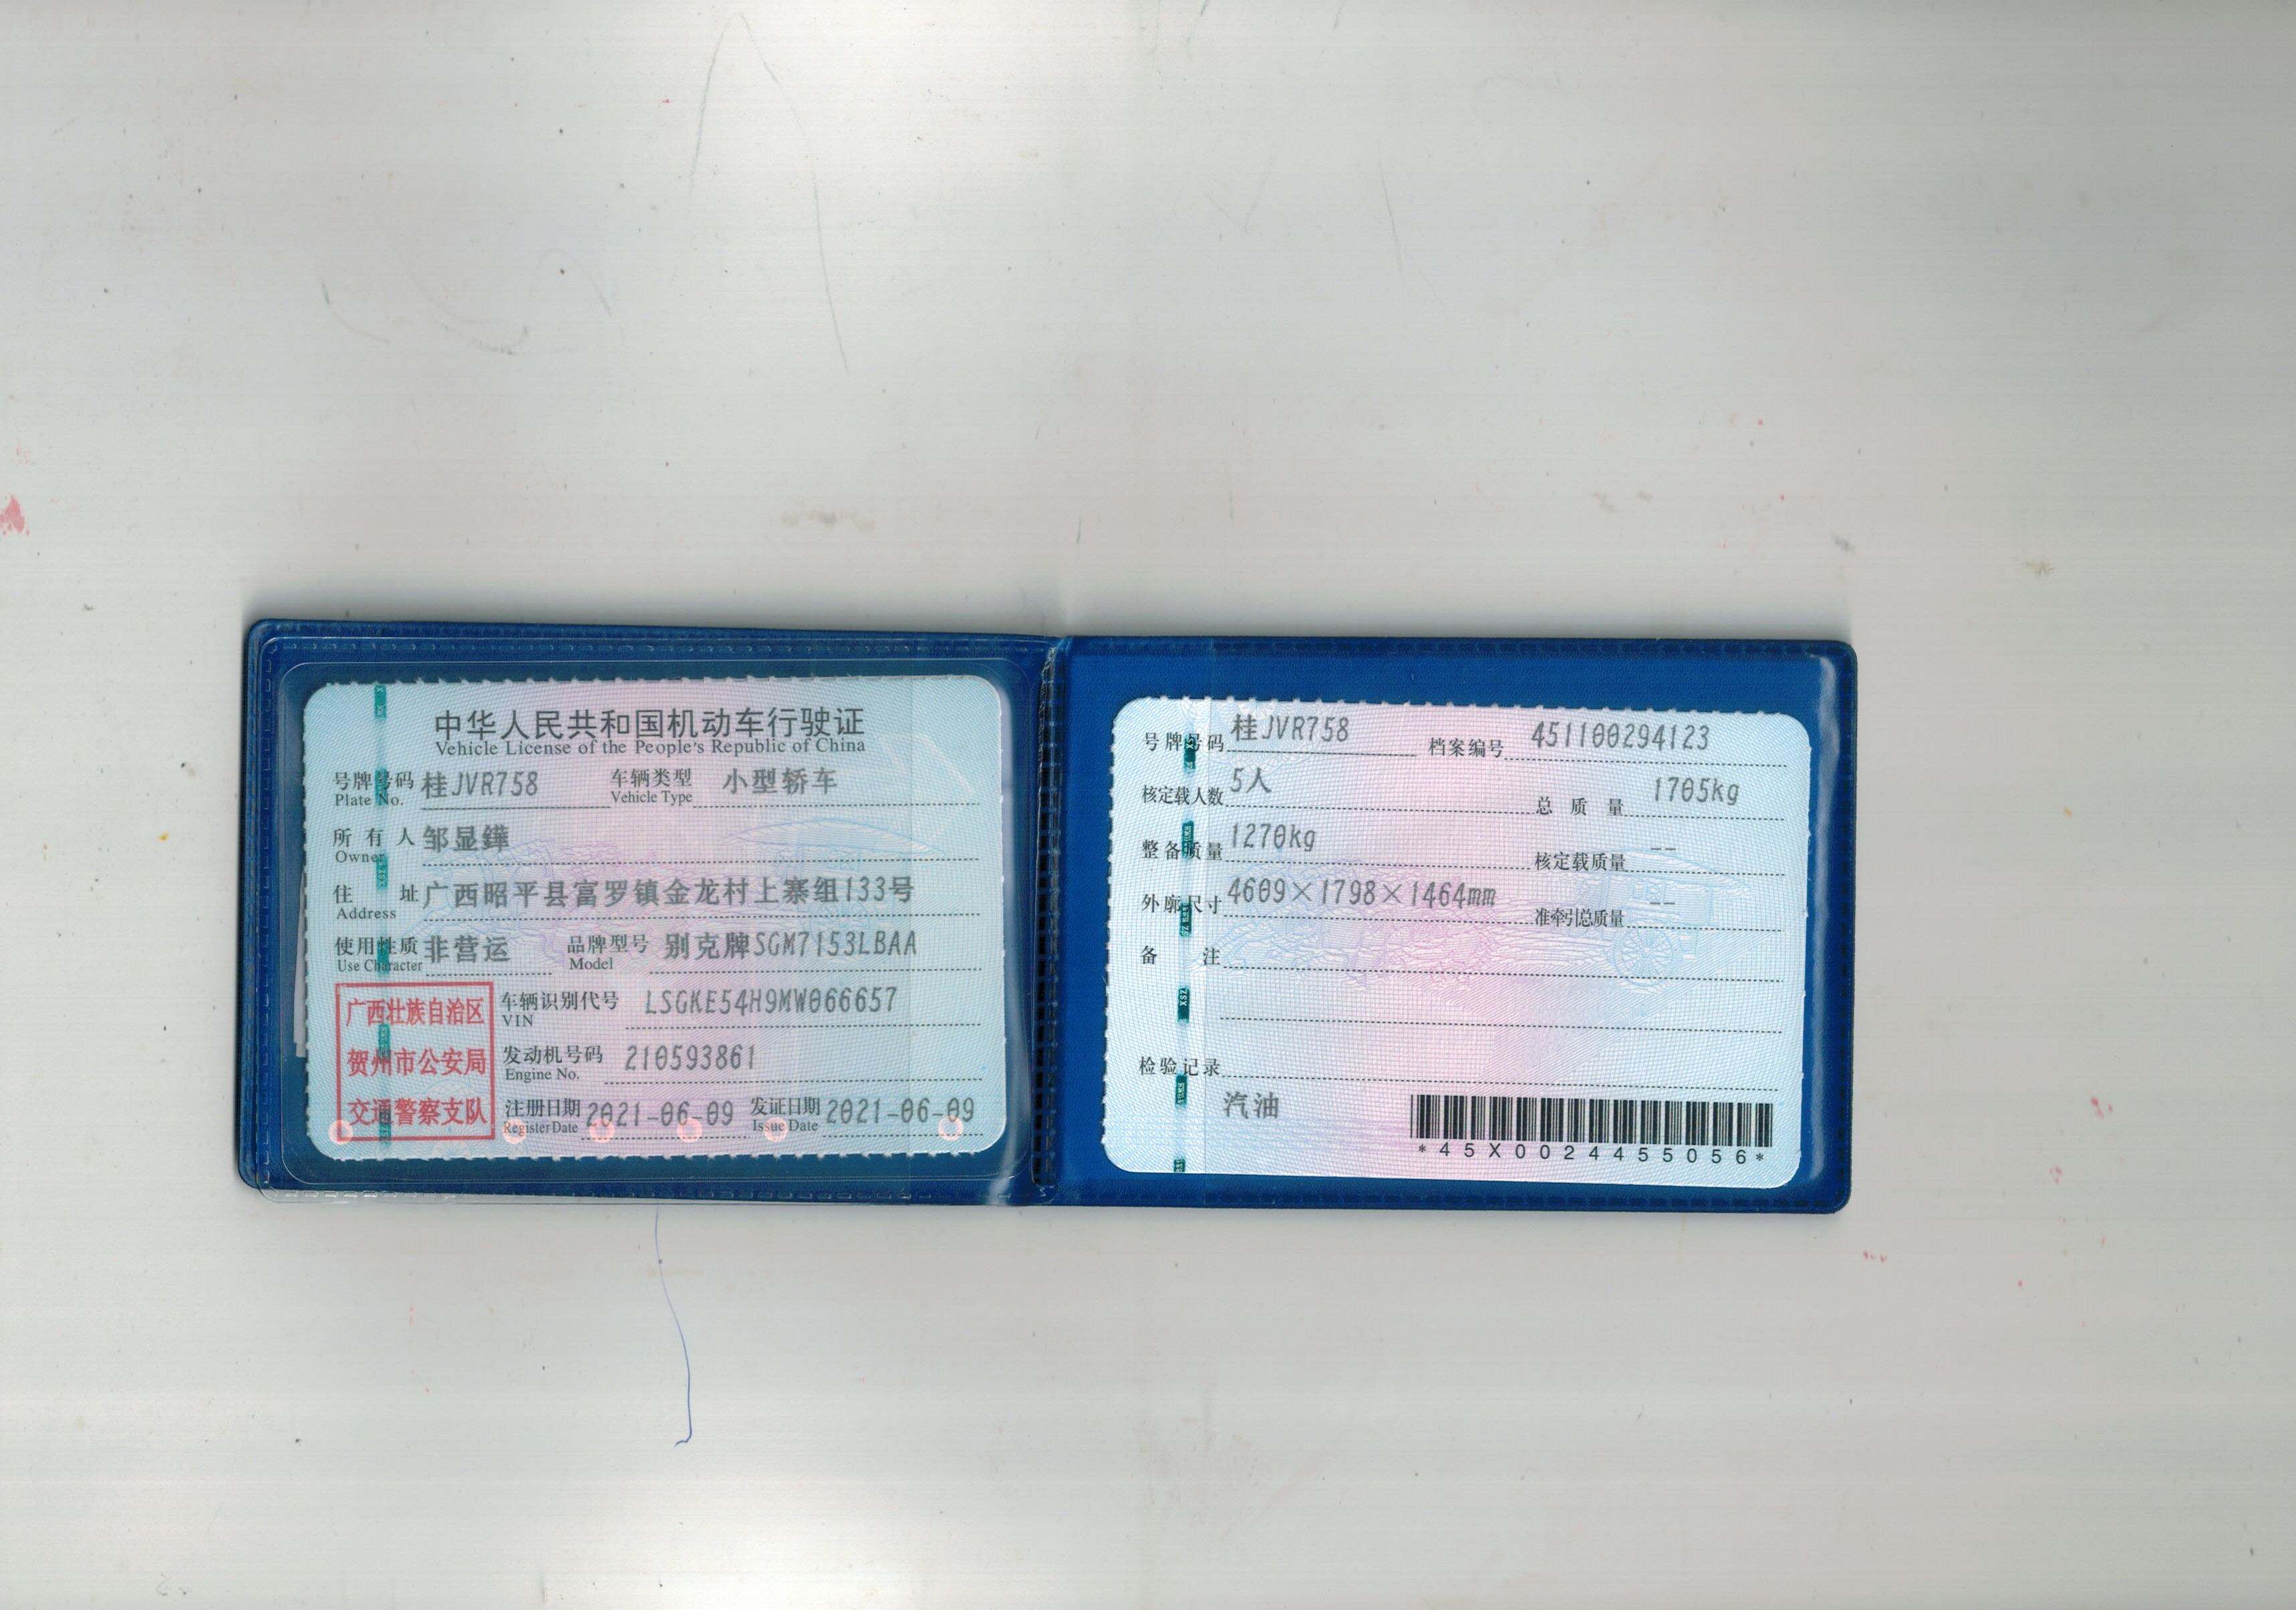 中华人民共和国机动车行驶证
Vehicle License of the People's Republic of China
号牌号码 桂JVR758 车辆类型 小型轿车
Plate No. Vehicle Type
所有人 邹显鏵
Owner
住址 广西昭平县富罗镇金龙村上寨组133号
Address
使用性质 非营运 品牌型号 别克牌SGM7153LBAA
Use Character Model
广西壮族自治区
贺州市公安局
交通警察支队
车辆识别代号 LSGKE54H9MW066657
VIN
发动机号码 210593861
Engine No.
注册日期 2021-06-09 发证日期 2021-06-09
Register Date Issue Date
号牌号码 桂JVR758 档案编号 451100294123
核定载人数 5人 总质量 1705kg
整备质量 1270kg 核定载质量 --
外廓尺寸 4609×1798×1464mm 准牵引总质量 --
备注
检验记录
汽油
*45X0024455056*